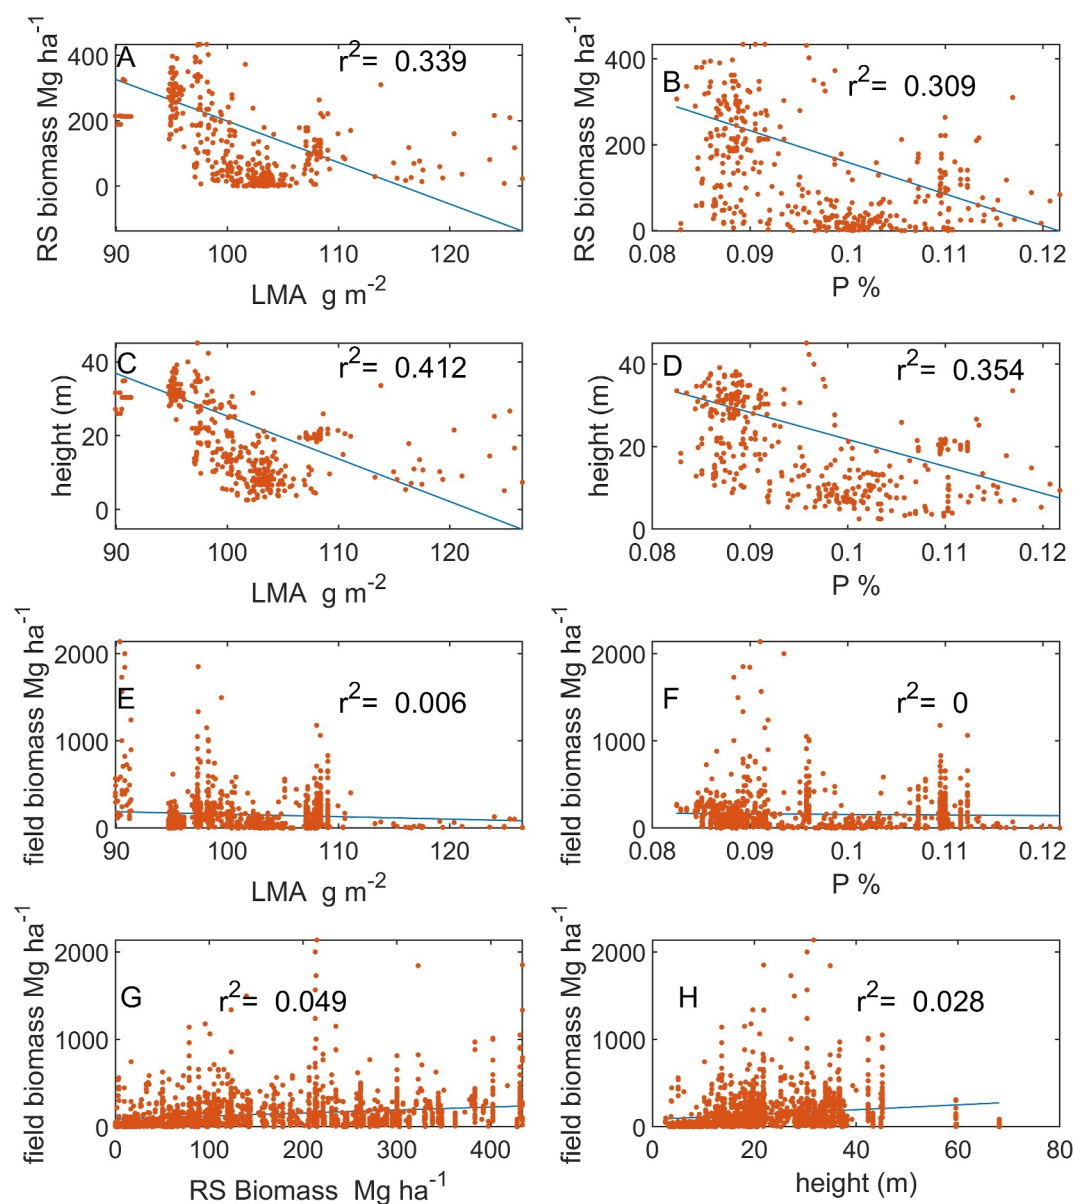 A
r2= 0.339
RS biomass Mg ha-1
400
200
0
90
100
110
120
LMA g m-2
B
r2= 0.309
RS biomass Mg ha-1
400
200
0
0.08
0.09
0.1
0.11
0.12
P %
C
r2= 0.412
height (m)
40
20
0
90
100
110
120
LMA g m-2
D
r2= 0.354
height (m)
40
20
0
0.08
0.09
0.1
0.11
0.12
P %
E
r2= 0.006
field biomass Mg ha-1
2000
1000
0
90
100
110
120
LMA g m-2
F
r2= 0
field biomass Mg ha-1
2000
1000
0
0.08
0.09
0.1
0.11
0.12
P %
G
r2= 0.049
field biomass Mg ha-1
2000
1000
0
0
100
200
300
400
RS Biomass Mg ha-1
H
r2= 0.028
field biomass Mg ha-1
2000
1000
0
0
20
40
60
80
height (m)